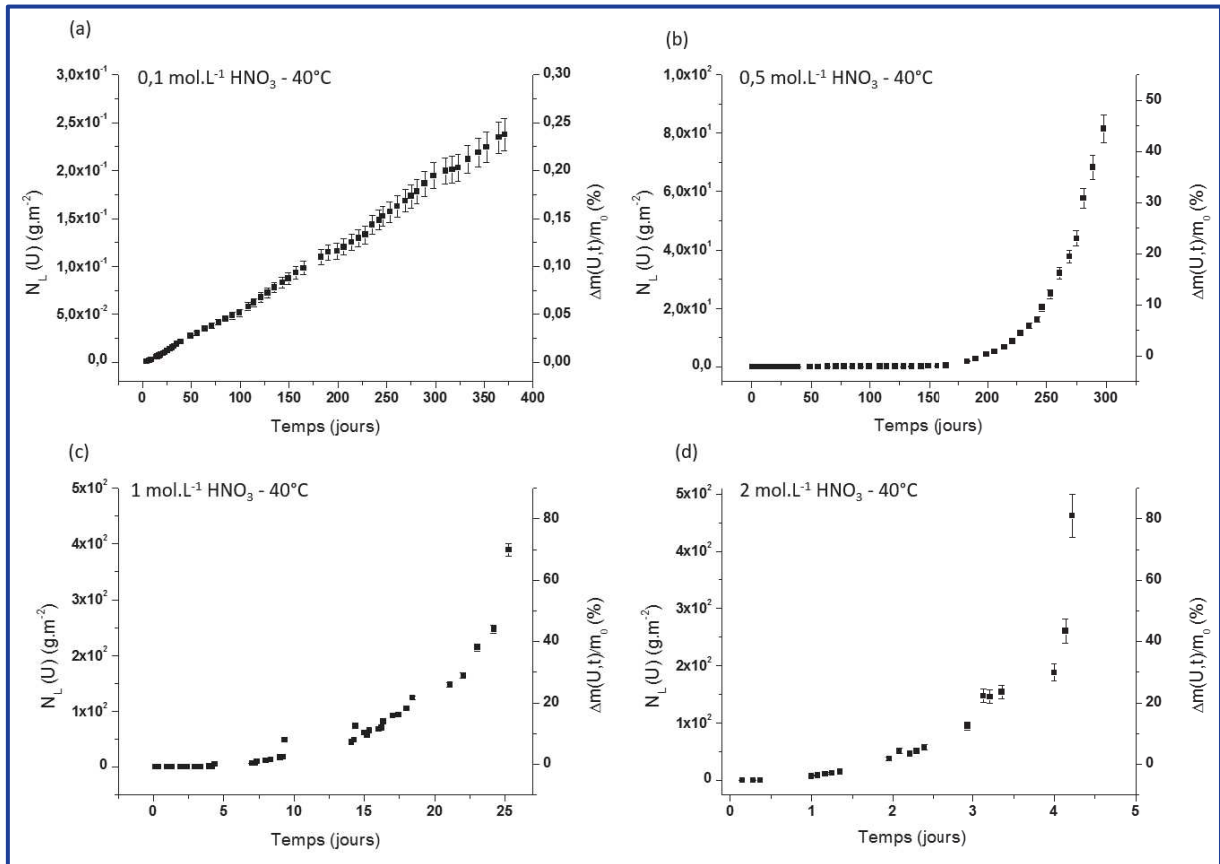 (a)
0,1 mol.L⁻¹ HNO₃ - 40°C
3,0x10⁻¹
2,5x10⁻¹
2,0x10⁻¹
1,5x10⁻¹
1,0x10⁻¹
5,0x10⁻²
0,0
N_L (U) (g.m⁻²)
0,30
0,25
0,20
0,15
0,10
0,05
0,00
Δm(U,t)/m₀ (%)
0 50 100 150 200 250 300 350 400
Temps (jours)
(b)
0,5 mol.L⁻¹ HNO₃ - 40°C
1,0x10²
8,0x10¹
6,0x10¹
4,0x10¹
2,0x10¹
0,0
N_L (U) (g.m⁻²)
50
40
30
20
10
0
Δm(U,t)/m₀ (%)
0 50 100 150 200 250 300
Temps (jours)
(c)
1 mol.L⁻¹ HNO₃ - 40°C
5x10²
4x10²
3x10²
2x10²
1x10²
0
N_L (U) (g.m⁻²)
80
60
40
20
0
Δm(U,t)/m₀ (%)
0 5 10 15 20 25
Temps (jours)
(d)
2 mol.L⁻¹ HNO₃ - 40°C
5x10²
4x10²
3x10²
2x10²
1x10²
0
N_L (U) (g.m⁻²)
80
60
40
20
0
Δm(U,t)/m₀ (%)
0 1 2 3 4 5
Temps (jours)